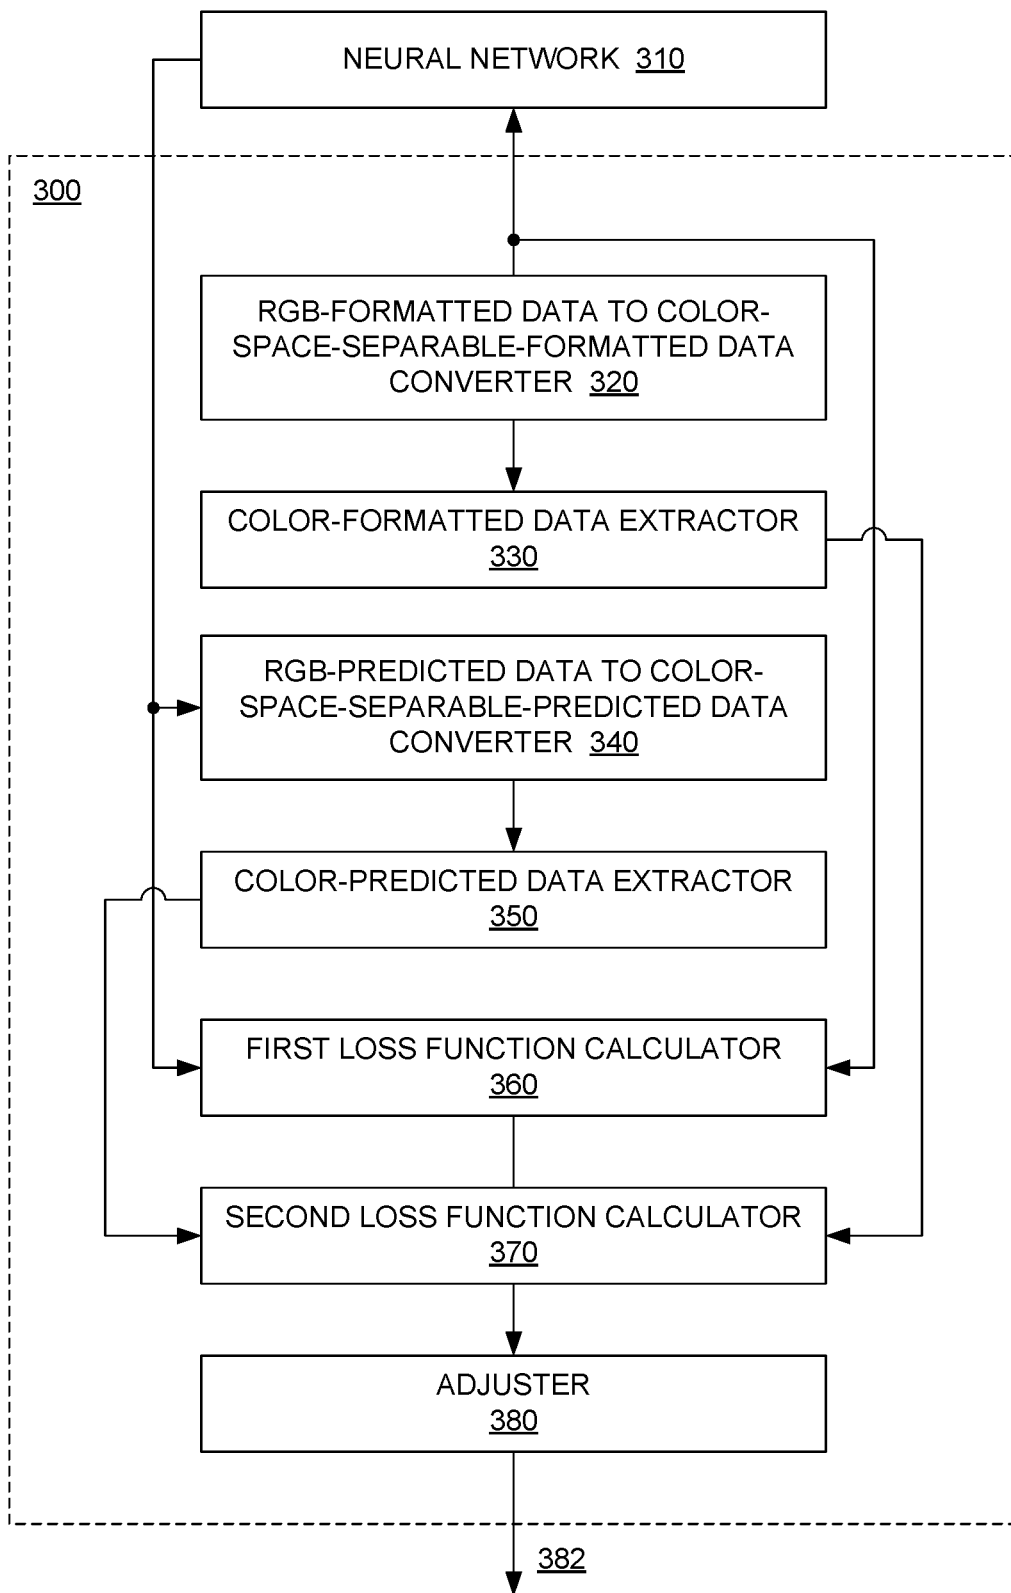 NEURAL NETWORK 310
300
RGB-FORMATTED DATA TO COLOR-
SPACE-SEPARABLE-FORMATTED DATA
CONVERTER 320
COLOR-FORMATTED DATA EXTRACTOR
330
RGB-PREDICTED DATA TO COLOR-
SPACE-SEPARABLE-PREDICTED DATA
CONVERTER 340
COLOR-PREDICTED DATA EXTRACTOR
350
FIRST LOSS FUNCTION CALCULATOR
360
SECOND LOSS FUNCTION CALCULATOR
370
ADJUSTER
380
382